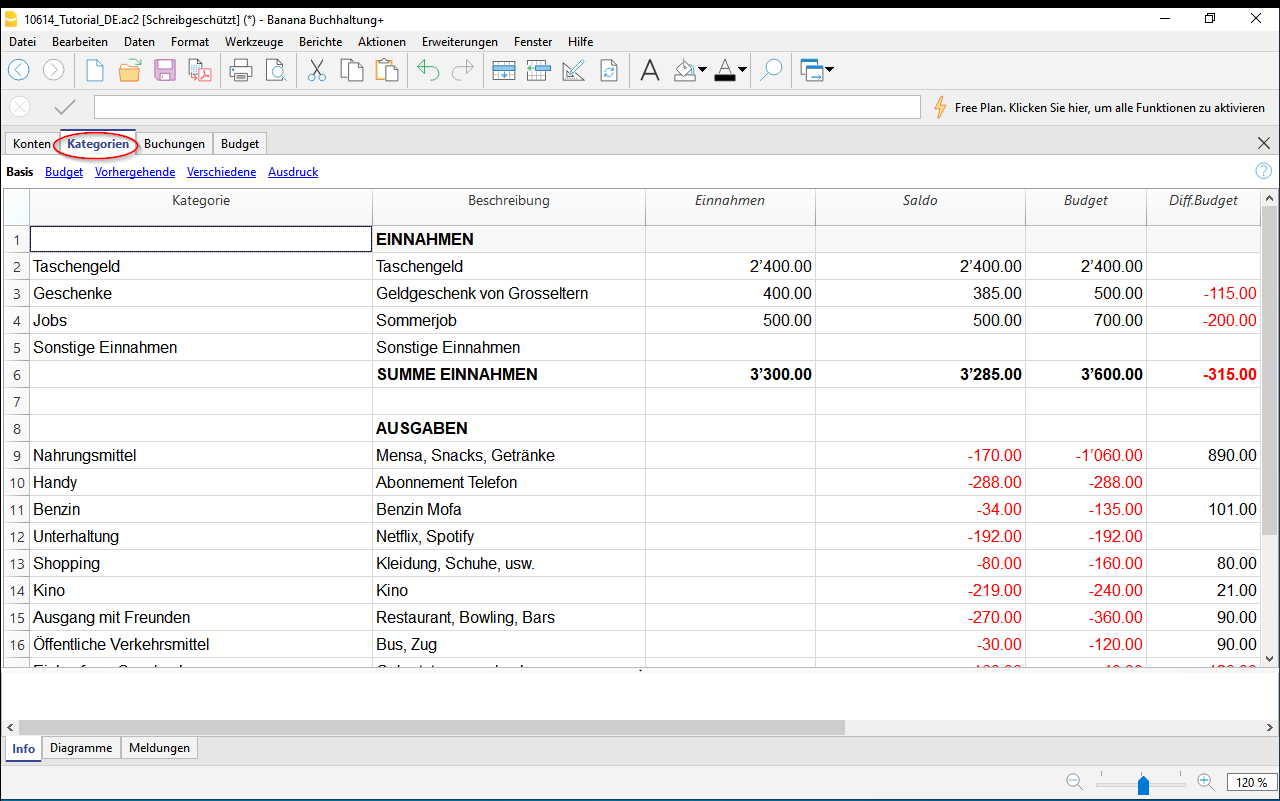 10614_Tutorial_DE.ac2 [Schreibgeschützt] (*) - Banana Buchhaltung+
Datei Bearbeiten Daten Format Werkzeuge Berichte Aktionen Erweiterungen Fenster Hilfe
Free Plan. Klicken Sie hier, um alle Funktionen zu aktivieren
Konten Kategorien Buchungen Budget
Basis Budget Vorhergehende Verschiedene Ausdruck
Kategorie Beschreibung Einnahmen Saldo Budget Diff.Budget
1 EINNAHMEN
2 Taschengeld Taschengeld 2’400.00 2’400.00 2’400.00
3 Geschenke Geldgeschenk von Grosseltern 400.00 385.00 500.00 -115.00
4 Jobs Sommerjob 500.00 500.00 700.00 -200.00
5 Sonstige Einnahmen Sonstige Einnahmen
6 SUMME EINNAHMEN 3’300.00 3’285.00 3’600.00 -315.00
7
8 AUSGABEN
9 Nahrungsmittel Mensa, Snacks, Getränke -170.00 -1’060.00 890.00
10 Handy Abonnement Telefon -288.00 -288.00
11 Benzin Benzin Mofa -34.00 -135.00 101.00
12 Unterhaltung Netflix, Spotify -192.00 -192.00
13 Shopping Kleidung, Schuhe, usw. -80.00 -160.00 80.00
14 Kino Kino -219.00 -240.00 21.00
15 Ausgang mit Freunden Restaurant, Bowling, Bars -270.00 -360.00 90.00
16 Öffentliche Verkehrsmittel Bus, Zug -30.00 -120.00 90.00
Info Diagramme Meldungen
120 %